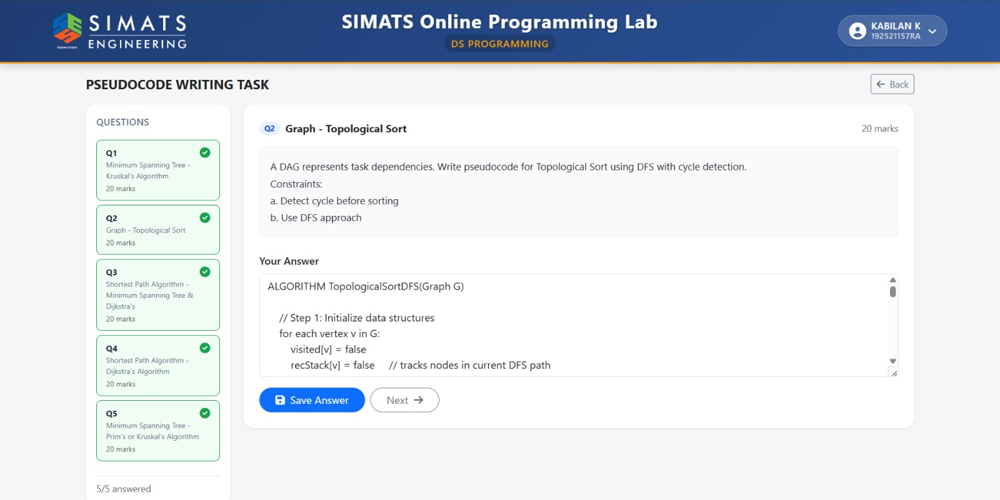 SIMATS
ENGINEERING
Engineer to Excel
SIMATS Online Programming Lab
DS PROGRAMMING
KABILAN K
192521157RA
PSEUDOCODE WRITING TASK
Back
QUESTIONS
Q1
Minimum Spanning Tree -
Kruskal's Algorithm
20 marks
Q2
Graph - Topological Sort
20 marks
Q3
Shortest Path Algorithm -
Minimum Spanning Tree &
Dijkstra's
20 marks
Q4
Shortest Path Algorithm -
Dijkstra's Algorithm
20 marks
Q5
Minimum Spanning Tree -
Prim's or Kruskal's Algorithm
20 marks
5/5 answered
Q2 Graph - Topological Sort 20 marks
A DAG represents task dependencies. Write pseudocode for Topological Sort using DFS with cycle detection.
Constraints:
a. Detect cycle before sorting
b. Use DFS approach
Your Answer
ALGORITHM TopologicalSortDFS(Graph G)
// Step 1: Initialize data structures
for each vertex v in G:
visited[v] = false
recStack[v] = false // tracks nodes in current DFS path
Save Answer
Next